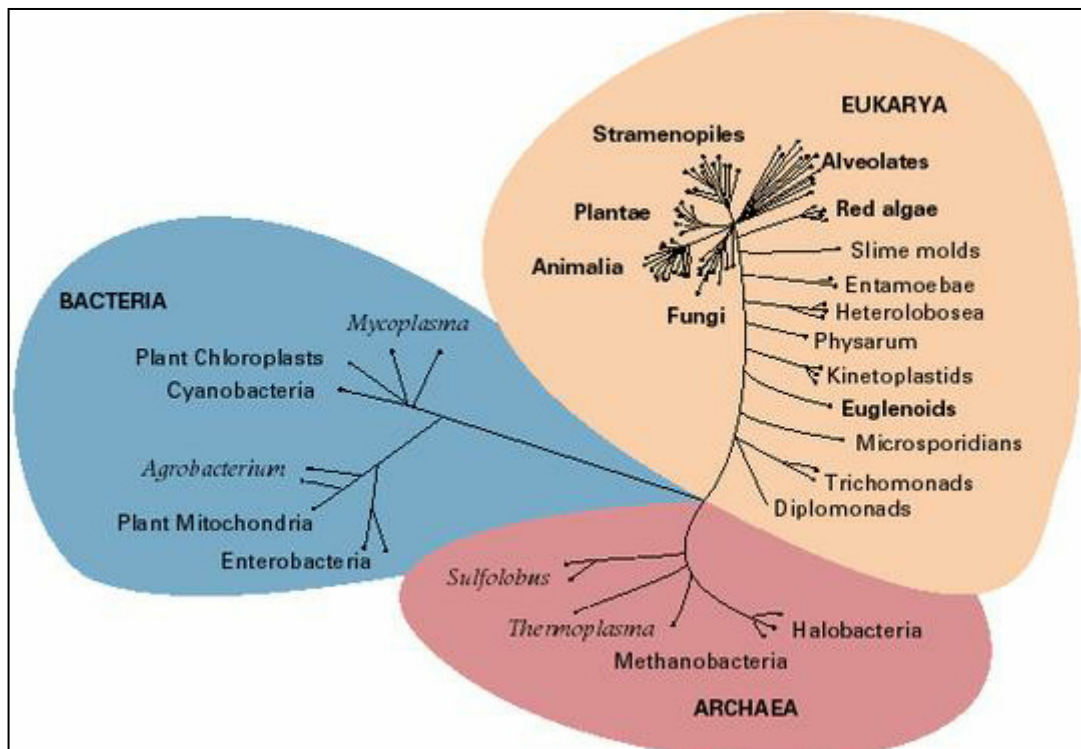 EUKARYA
Stramenopiles
Alveolates
Plantae
Red algae
Slime molds
Animalia
Entamoebae
BACTERIA
Heterolobosea
Fungi
Mycoplasma
Physarum
Plant Chloroplasts
Kinetoplastids
Cyanobacteria
Euglenoids
Microsporidians
Agrobacterium
Trichomonads
Diplomonads
Plant Mitochondria
Enterobacteria
Sulfolobus
Thermoplasma
Halobacteria
Methanobacteria
ARCHAEA